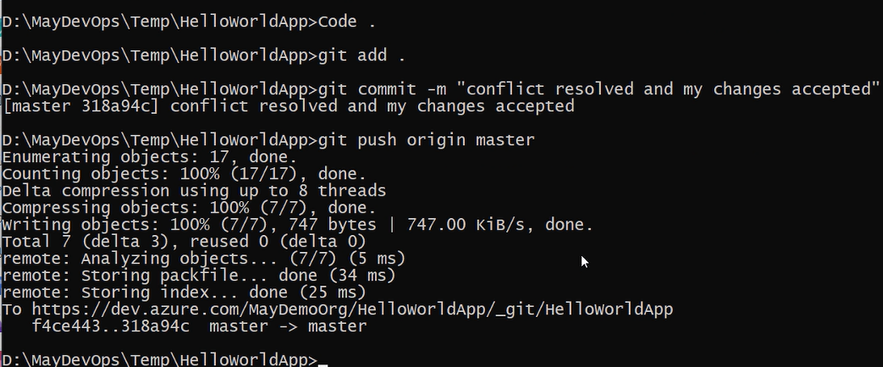 D:\MayDevOps\Temp\HelloWorldApp>Code .
D:\MayDevOps\Temp\HelloWorldApp>git add .
D:\MayDevOps\Temp\HelloWorldApp>git commit -m "conflict resolved and my changes accepted"
[master 318a94c] conflict resolved and my changes accepted
D:\MayDevOps\Temp\HelloWorldApp>git push origin master
Enumerating objects: 17, done.
Counting objects: 100% (17/17), done.
Delta compression using up to 8 threads
Compressing objects: 100% (7/7), done.
Writing objects: 100% (7/7), 747 bytes | 747.00 KiB/s, done.
Total 7 (delta 3), reused 0 (delta 0)
remote: Analyzing objects... (7/7) (5 ms)
remote: Storing packfile... done (34 ms)
remote: Storing index... done (25 ms)
To https://dev.azure.com/MayDemoOrg/HelloWorldApp/_git/HelloWorldApp
   f4ce443..318a94c  master -> master
D:\MayDevOps\Temp\HelloWorldApp>_